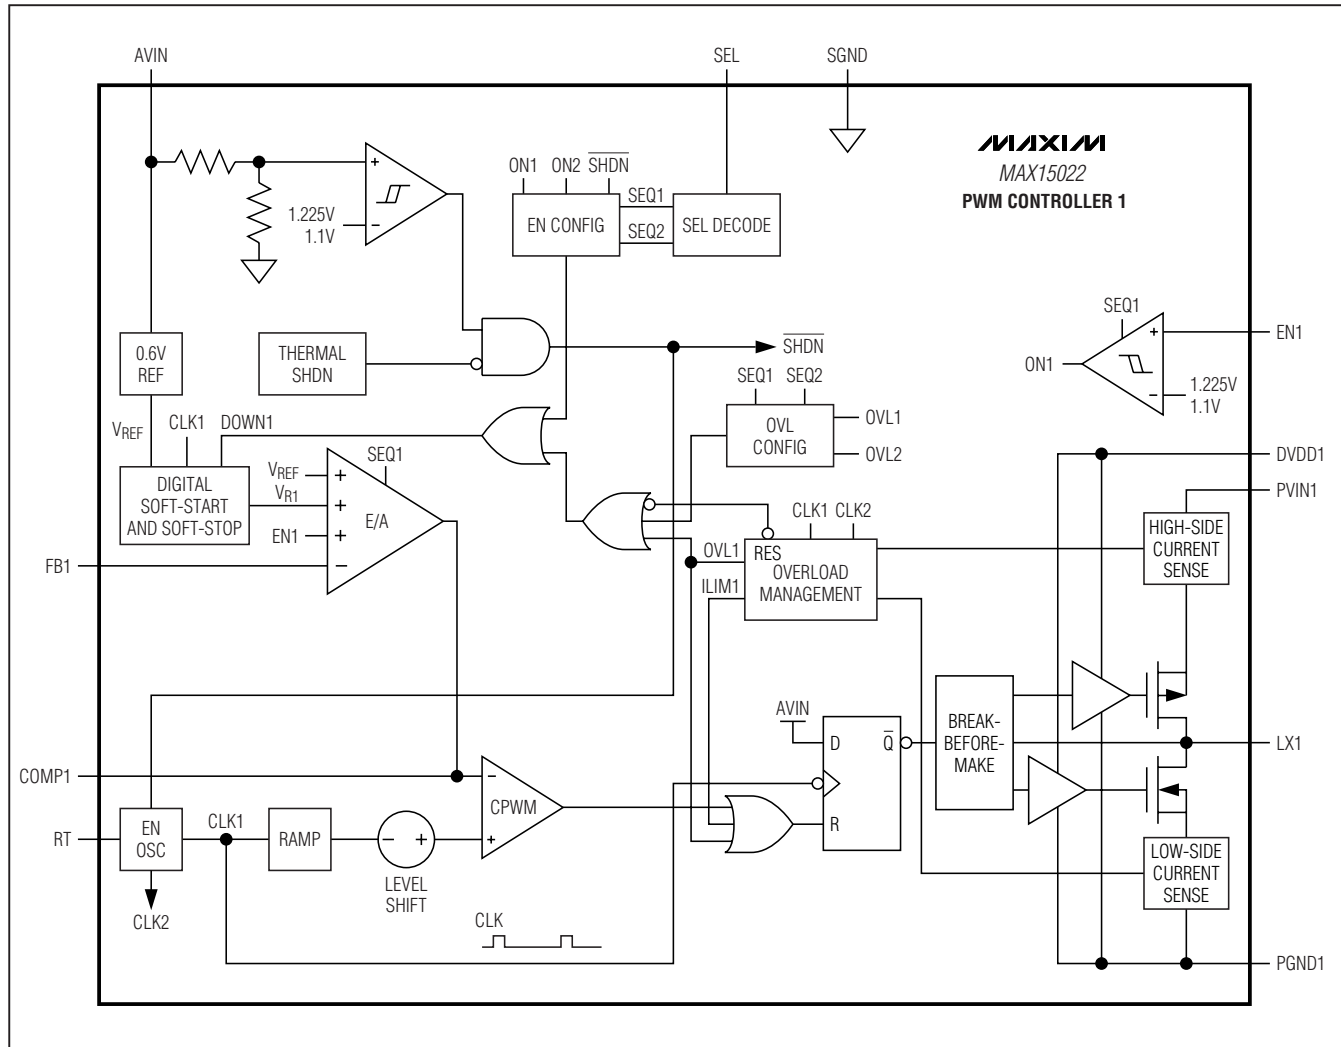 AVIN
SEL
SGND
MAXIM
MAX15022
PWM CONTROLLER 1
ON1
ON2
SHDN
EN CONFIG
SEQ1
SEQ2
SEL DECODE
+
−
1.225V
1.1V
0.6V
REF
THERMAL
SHDN
SHDN
SEQ1
+
−
EN1
ON1
1.225V
1.1V
SEQ1
SEQ2
OVL
CONFIG
OVL1
OVL2
VREF
CLK1
DOWN1
DIGITAL
SOFT-START
AND SOFT-STOP
SEQ1
VREF
+
VR1
+
E/A
EN1
+
−
FB1
DVDD1
PVIN1
HIGH-SIDE
CURRENT
SENSE
CLK1
CLK2
OVL1
RES
OVERLOAD
MANAGEMENT
ILIM1
AVIN
D
Q
R
BREAK-
BEFORE-
MAKE
LX1
COMP1
−
CPWM
+
RT
EN
OSC
CLK1
RAMP
−
+
LEVEL
SHIFT
CLK2
CLK
LOW-SIDE
CURRENT
SENSE
PGND1